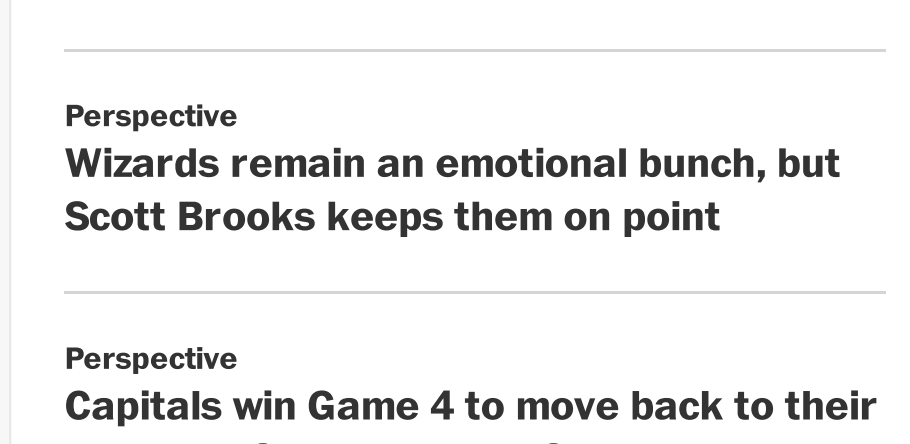 Perspective
Wizards remain an emotional bunch, but
Scott Brooks keeps them on point
Perspective
Capitals win Game 4 to move back to their